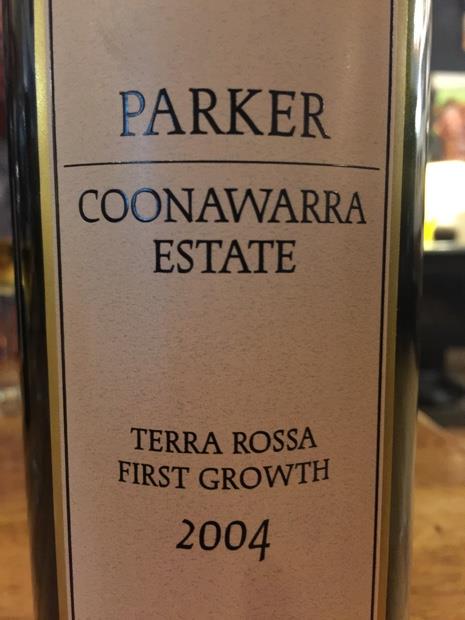 PARKER
COONAWARRA
ESTATE
TERRA ROSSA
FIRST GROWTH
2004